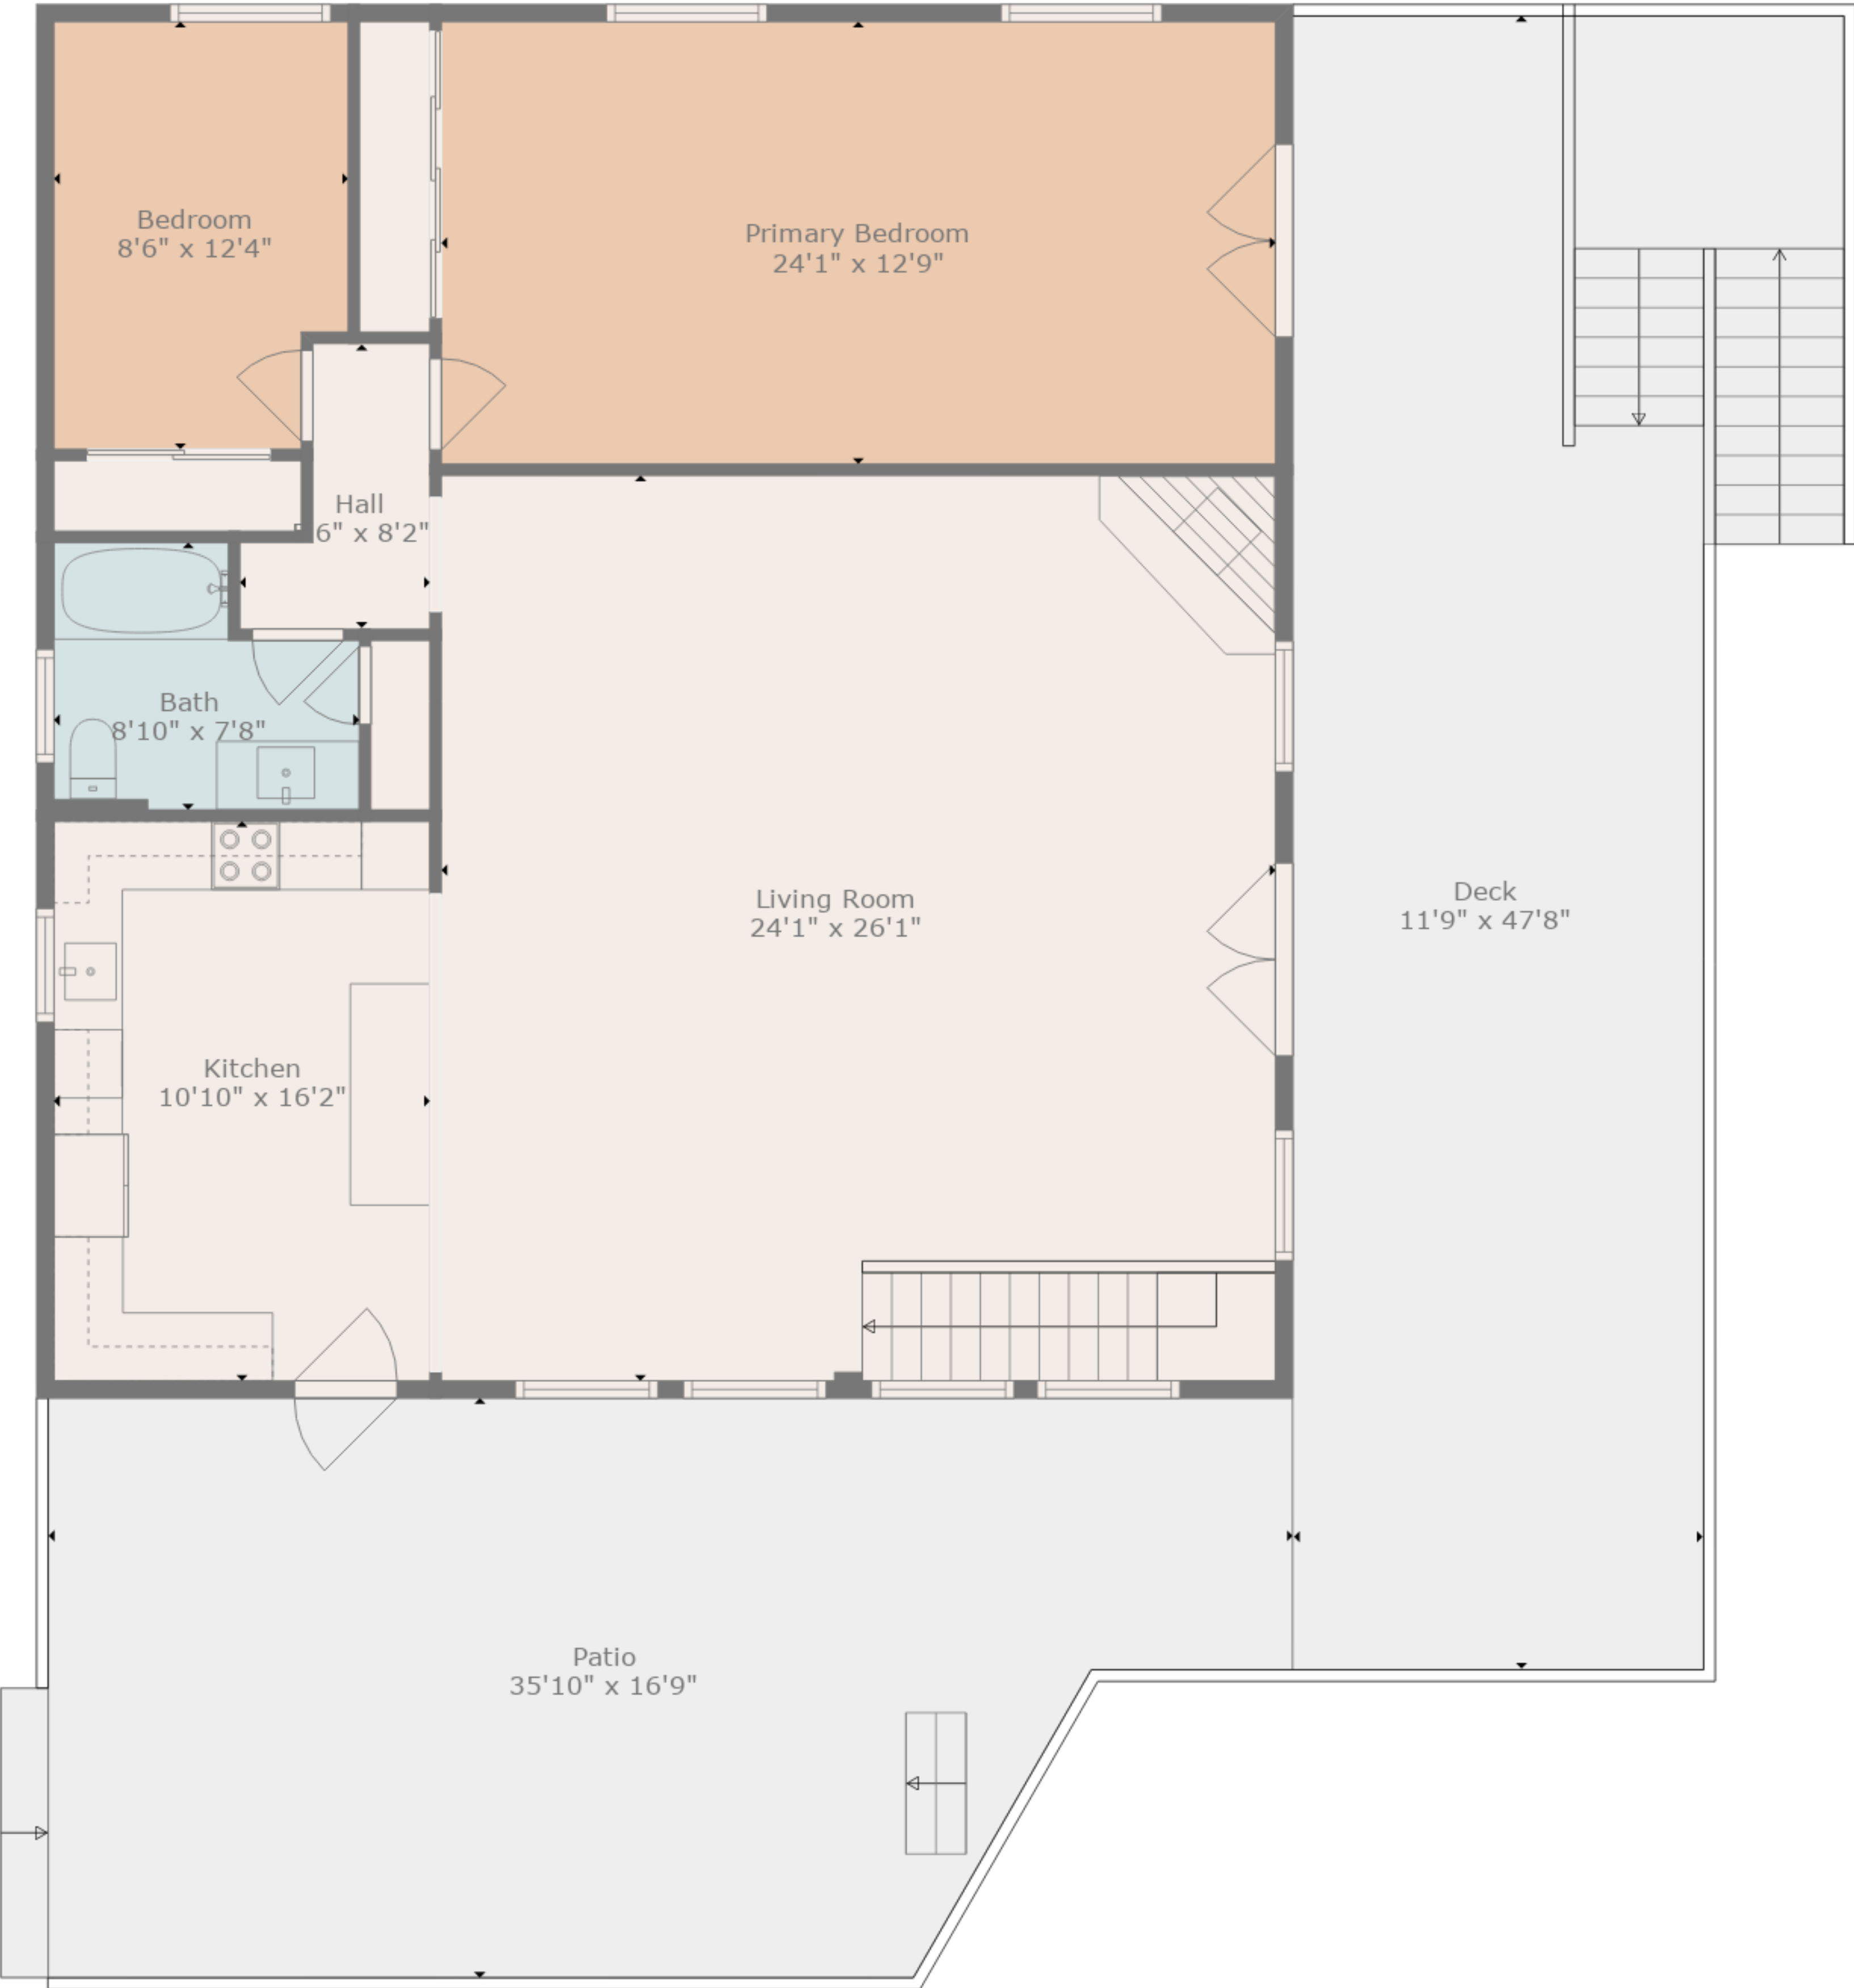 Bedroom
8'6" x 12'4"
Primary Bedroom
24'1" x 12'9"
Hall
6" x 8'2"
Bath
8'10" x 7'8"
Living Room
24'1" x 26'1"
Deck
11'9" x 47'8"
Kitchen
10'10" x 16'2"
Patio
35'10" x 16'9"